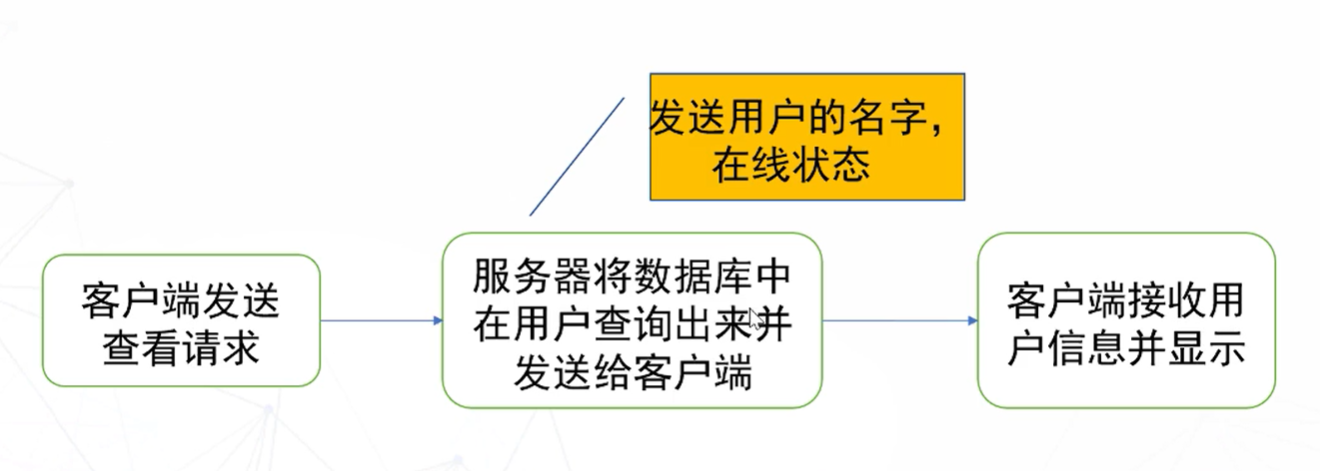 发送用户的名字，
在线状态
客户端发送
查看请求
服务器将数据库中
在用户查询出来并
发送给客户端
客户端接收用
户信息并显示